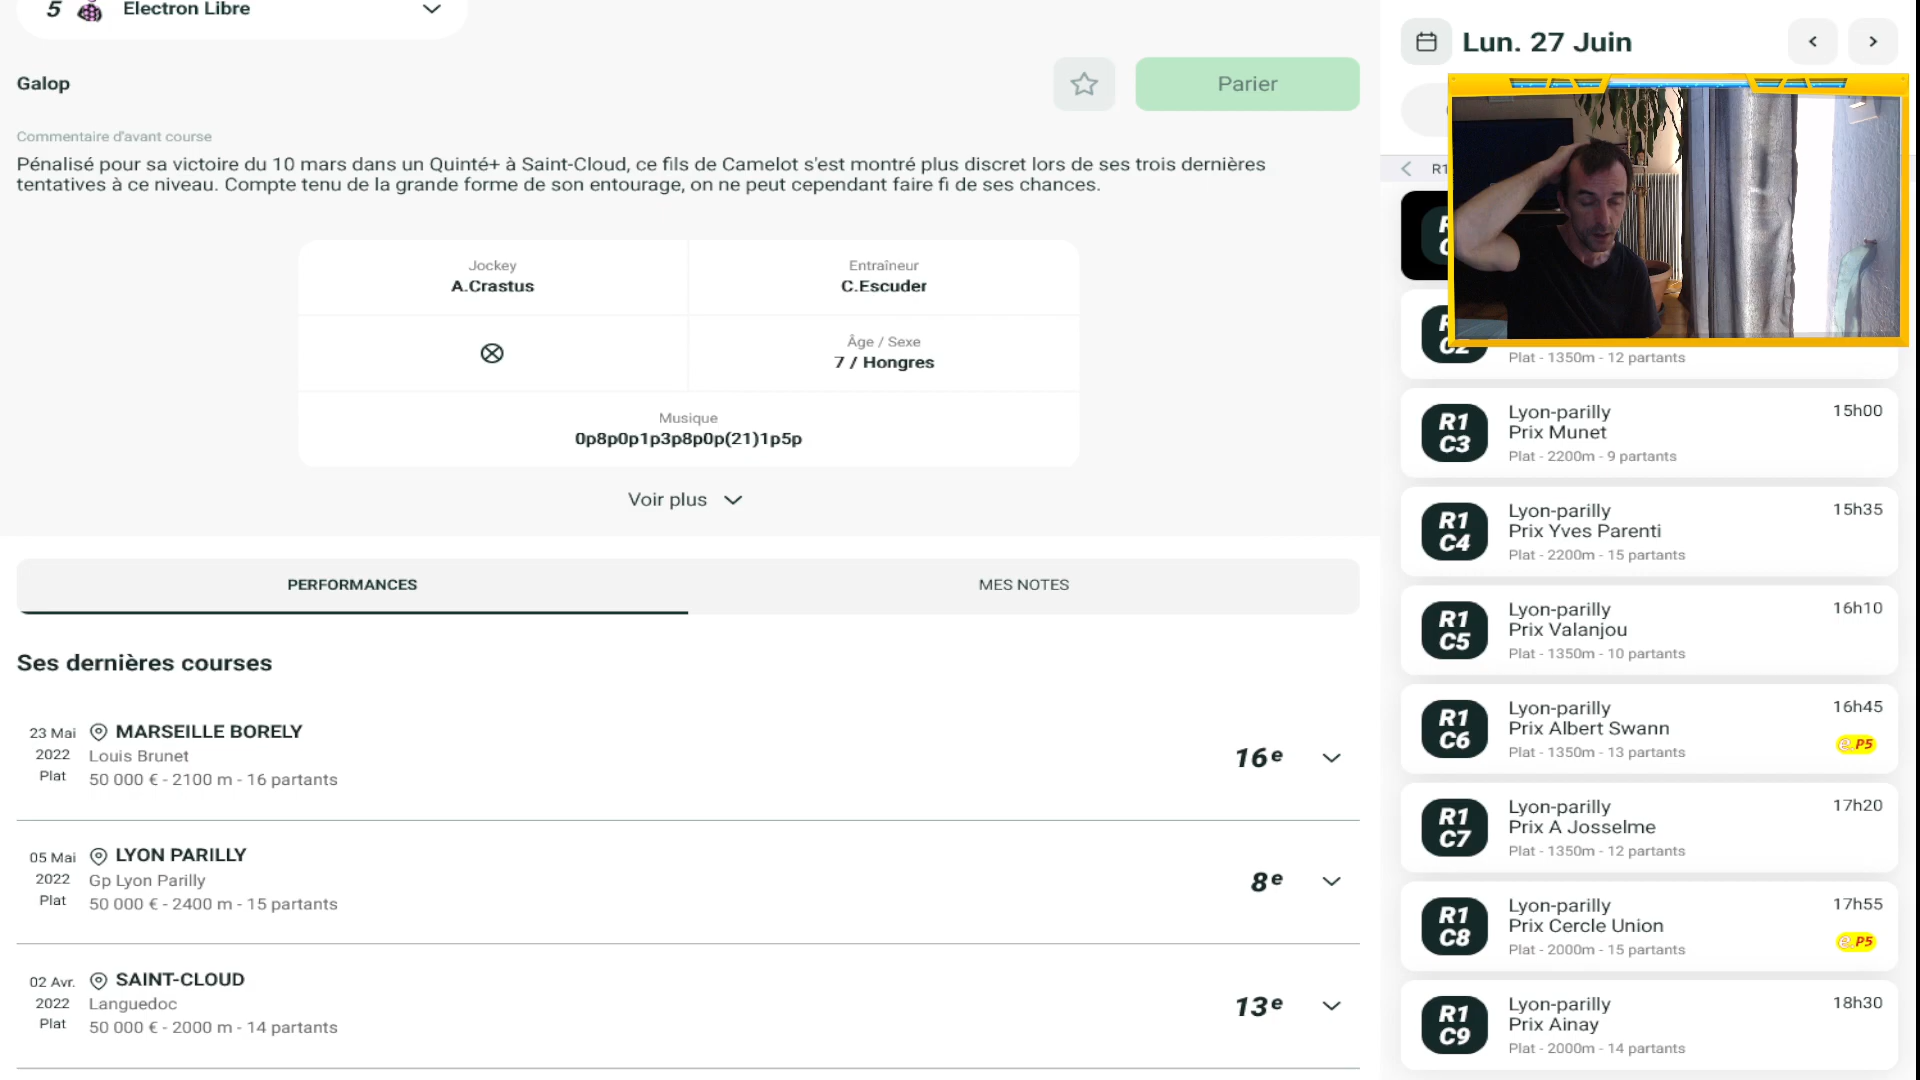 5 Electron Libre
Galop
Parier
Commentaire d'avant course
Pénalisé pour sa victoire du 10 mars dans un Quinté+ à Saint-Cloud, ce fils de Camelot s'est montré plus discret lors de ses trois dernières
tentatives à ce niveau. Compte tenu de la grande forme de son entourage, on ne peut cependant faire fi de ses chances.
Jockey
A.Crastus
Entraîneur
C.Escuder
Âge / Sexe
7 / Hongres
Musique
0p8p0p1p3p8p0p(21)1p5p
Voir plus
PERFORMANCES
MES NOTES
Ses dernières courses
23 Mai
2022
Plat
MARSEILLE BORELY
Louis Brunet
50 000 € - 2100 m - 16 partants
16e
05 Mai
2022
Plat
LYON PARILLY
Gp Lyon Parilly
50 000 € - 2400 m - 15 partants
8e
02 Avr.
2022
Plat
SAINT-CLOUD
Languedoc
50 000 € - 2000 m - 14 partants
13e
Lun. 27 Juin
R1
C2
Plat - 1350m - 12 partants
R1
C3
Lyon-parilly
Prix Munet
Plat - 2200m - 9 partants
15h00
R1
C4
Lyon-parilly
Prix Yves Parenti
Plat - 2200m - 15 partants
15h35
R1
C5
Lyon-parilly
Prix Valanjou
Plat - 1350m - 10 partants
16h10
R1
C6
Lyon-parilly
Prix Albert Swann
Plat - 1350m - 13 partants
16h45
e.P5
R1
C7
Lyon-parilly
Prix A Josselme
Plat - 1350m - 12 partants
17h20
R1
C8
Lyon-parilly
Prix Cercle Union
Plat - 2000m - 15 partants
17h55
e.P5
R1
C9
Lyon-parilly
Prix Ainay
Plat - 2000m - 14 partants
18h30